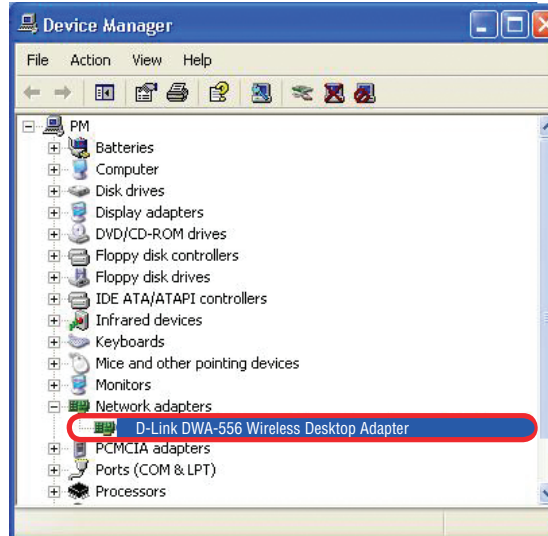 Device Manager
File Action View Help
PM
Batteries
Computer
Disk drives
Display adapters
DVD/CD-ROM drives
Floppy disk controllers
Floppy disk drives
IDE ATA/ATAPI controllers
Infrared devices
Keyboards
Mice and other pointing devices
Monitors
Network adapters
D-Link DWA-556 Wireless Desktop Adapter
PCMCIA adapters
Ports (COM & LPT)
Processors